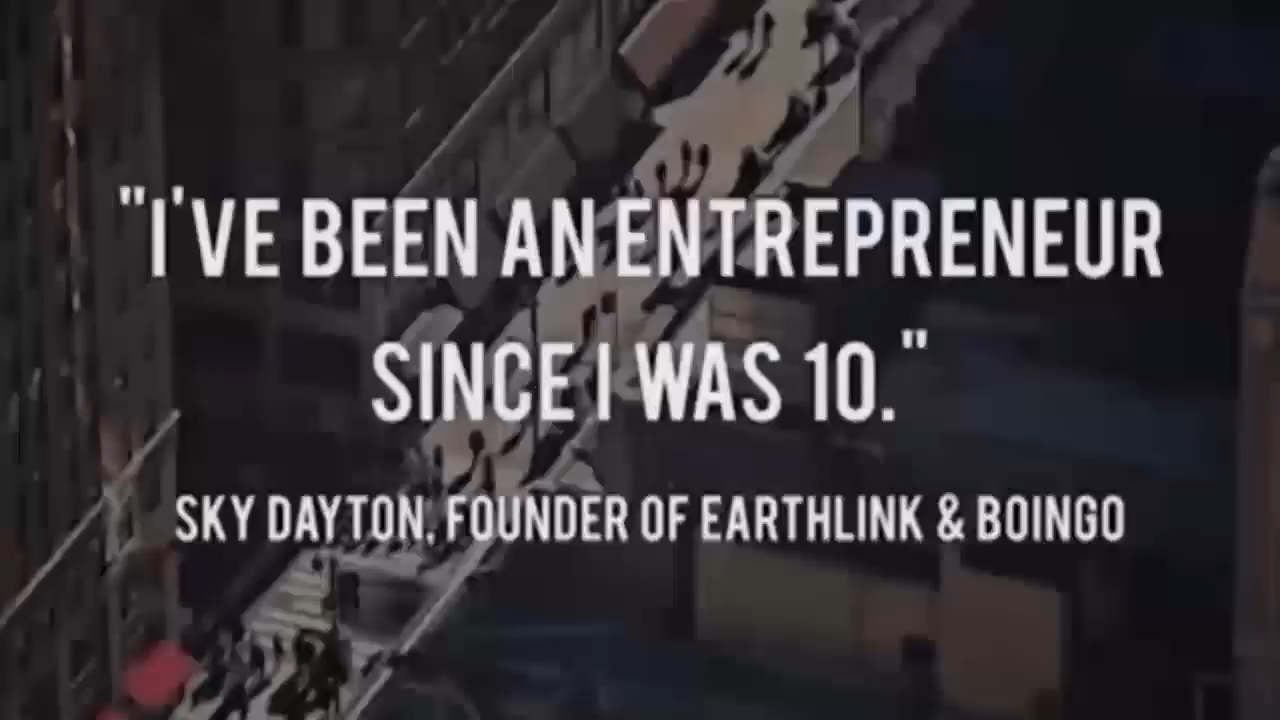 "I'VE BEEN AN ENTREPRENEUR
SINCE I WAS 10."
SKY DAYTON, FOUNDER OF EARTHLINK & BOINGO